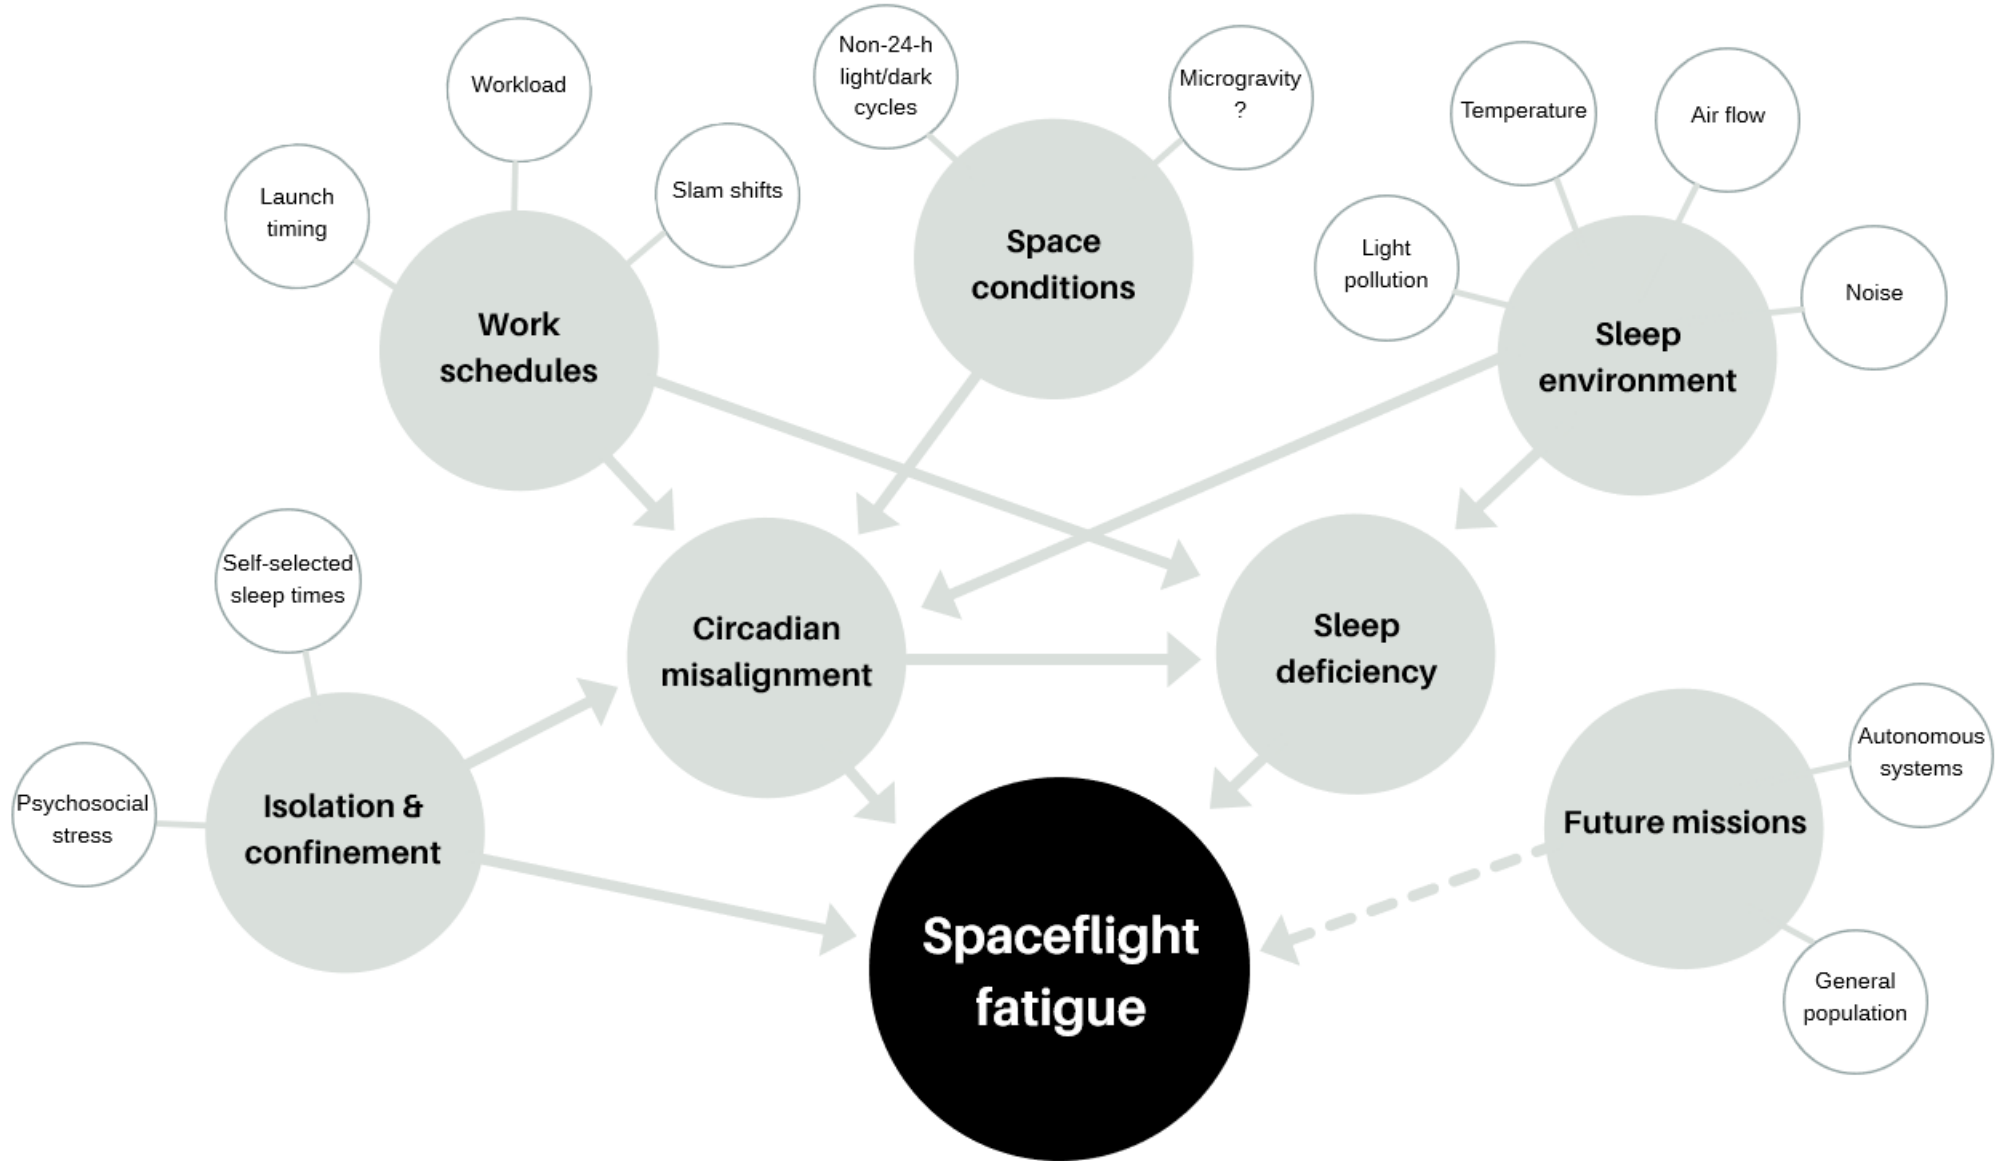 Workload
Launch
timing
Slam shifts
Work
schedules
Non-24-h
light/dark
cycles
Microgravity
?
Space
conditions
Temperature
Air flow
Light
pollution
Noise
Sleep
environment
Self-selected
sleep times
Psychosocial
stress
Isolation &
confinement
Circadian
misalignment
Sleep
deficiency
Future missions
Autonomous
systems
General
population
Spaceflight
fatigue